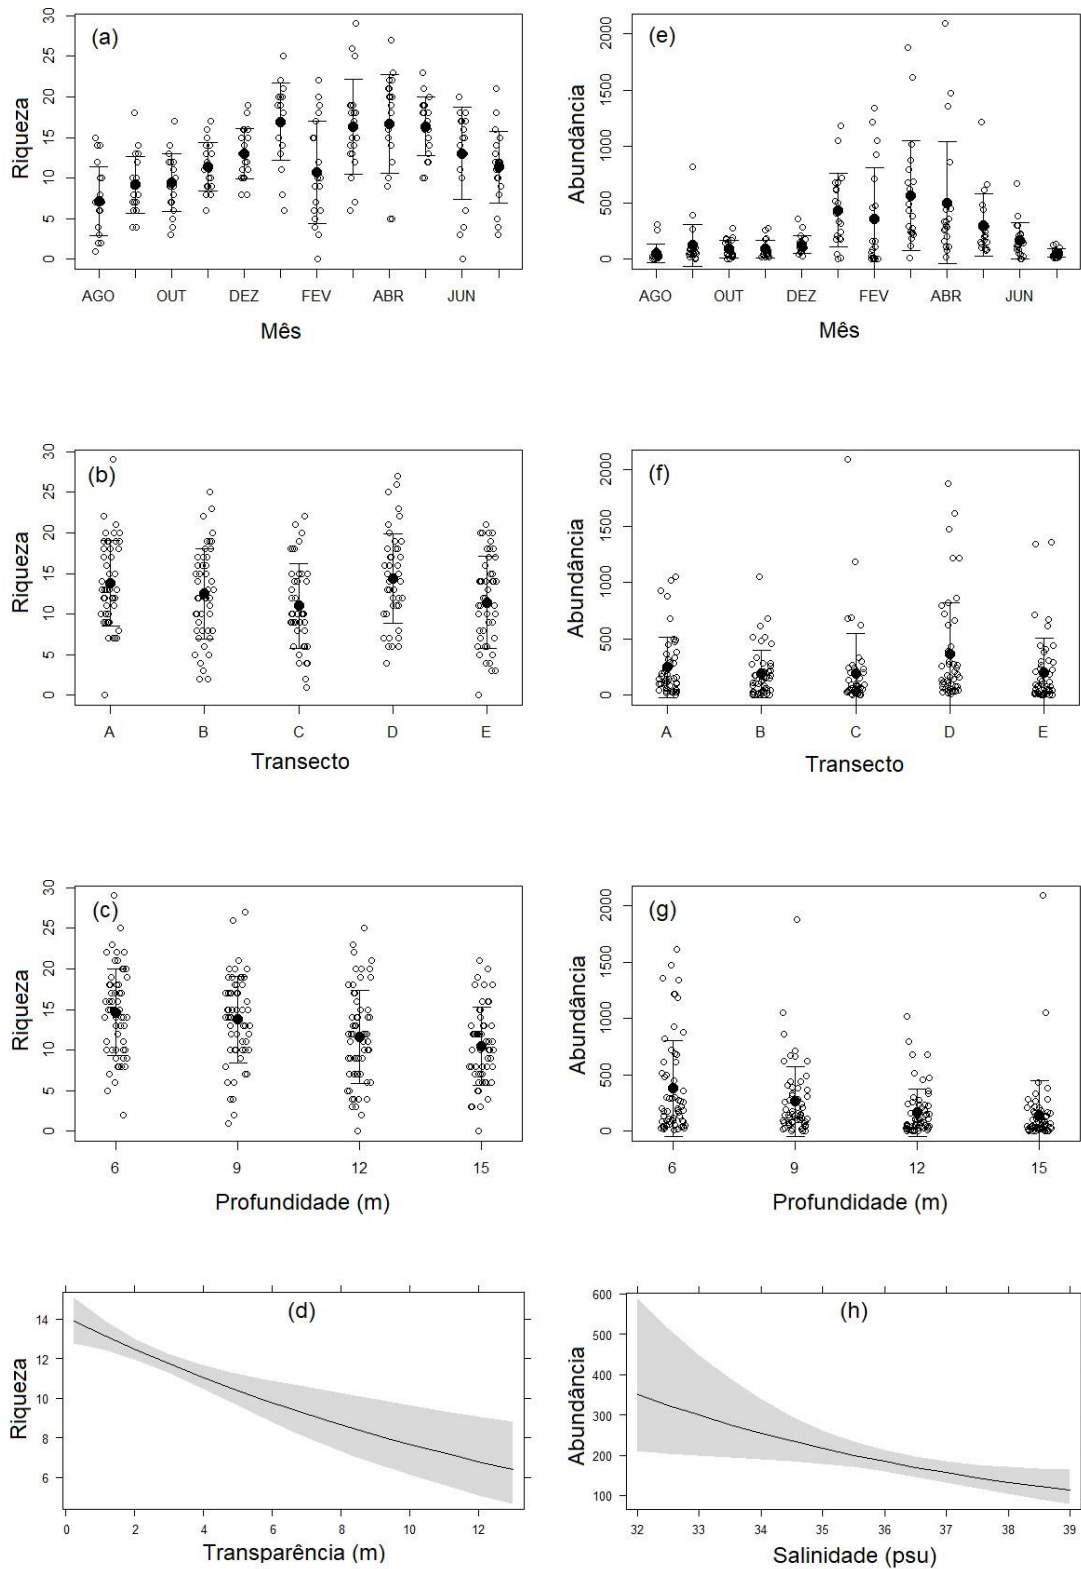 (a)
Riqueza
0 5 10 15 20 25 30
AGO OUT DEZ FEV ABR JUN
Mês
(e)
Abundância
0 500 1000 1500 2000
AGO OUT DEZ FEV ABR JUN
Mês
(b)
Riqueza
0 5 10 15 20 25 30
A B C D E
Transecto
(f)
Abundância
0 500 1000 1500 2000
A B C D E
Transecto
(c)
Riqueza
0 5 10 15 20 25 30
6 9 12 15
Profundidade (m)
(g)
Abundância
0 500 1000 1500 2000
6 9 12 15
Profundidade (m)
(d)
Riqueza
6 8 10 12 14
0 2 4 6 8 10 12
Transparência (m)
(h)
Abundância
100 200 300 400 500 600
32 33 34 35 36 37 38 39
Salinidade (psu)